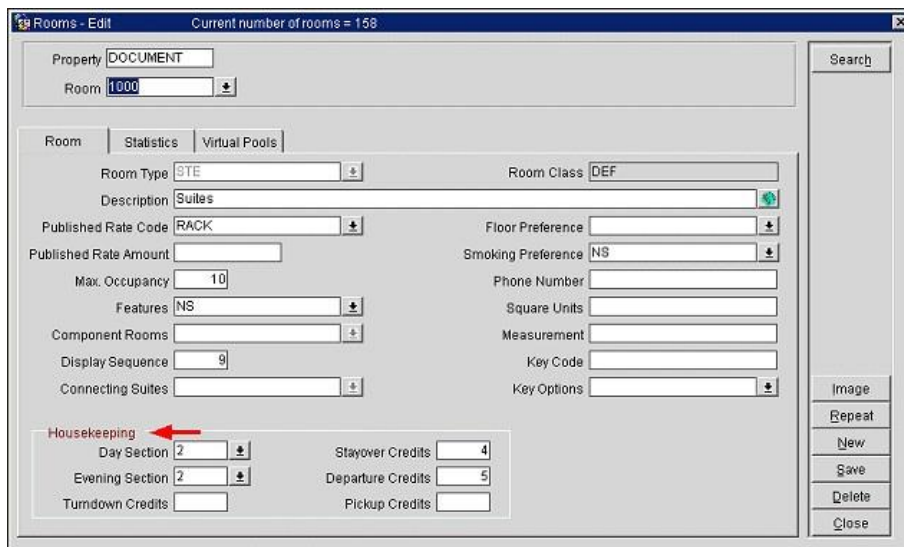 Rooms - Edit Current number of rooms = 158
Property DOCUMENT
Room 1000
Search
Room Statistics Virtual Pools
Room Type STE Room Class DEF
Description Suites
Published Rate Code RACK Floor Preference
Published Rate Amount Smoking Preference NS
Max. Occupancy 10 Phone Number
Features NS Square Units
Component Rooms Measurement
Display Sequence 9 Key Code
Connecting Suites Key Options
Housekeeping
Day Section 2 Stayover Credits 4
Evening Section 2 Departure Credits 5
Turndown Credits Pickup Credits
Image
Repeat
New
Save
Delete
Close